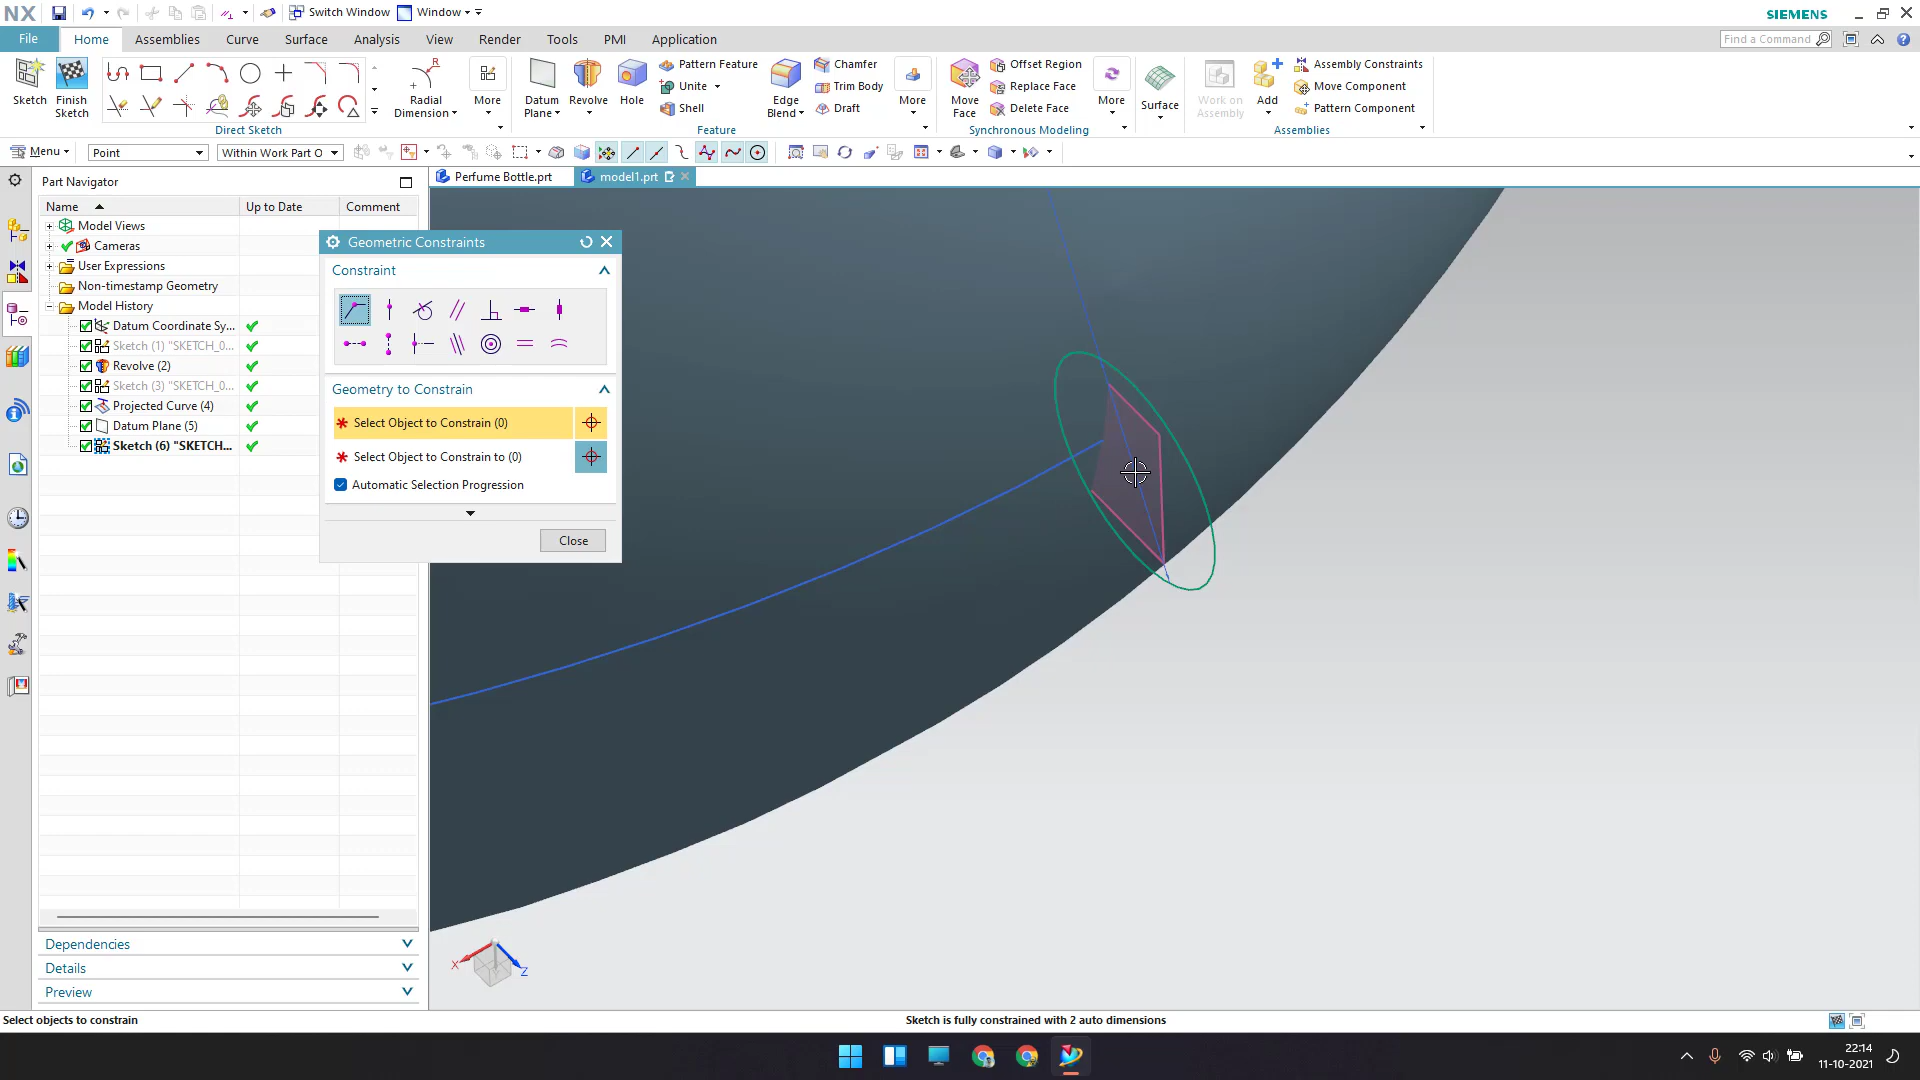 NX
Switch Window
Window
SIEMENS
File
Home
Assemblies
Curve
Surface
Analysis
View
Render
Tools
PMI
Application
Find a Command
Sketch
Finish Sketch
Direct Sketch
Radial Dimension
More
Datum Plane
Revolve
Hole
Pattern Feature
Unite
Shell
Edge Blend
Chamfer
Trim Body
Draft
More
Feature
Move Face
Offset Region
Replace Face
Delete Face
More
Synchronous Modeling
Surface
Work on Assembly
Add
Assembly Constraints
Move Component
Pattern Component
Assemblies
Menu
Point
Within Work Part O
Part Navigator
Perfume Bottle.prt
model1.prt
Name
Up to Date
Comment
Model Views
Cameras
User Expressions
Non-timestamp Geometry
Model History
Datum Coordinate Sy...
Sketch (1) "SKETCH_0...
Revolve (2)
Sketch (3) "SKETCH_0...
Projected Curve (4)
Datum Plane (5)
Sketch (6) "SKETCH...
Geometric Constraints
Constraint
Geometry to Constrain
* Select Object to Constrain (0)
* Select Object to Constrain to (0)
Automatic Selection Progression
Close
X
Z
Dependencies
Details
Preview
Select objects to constrain
Sketch is fully constrained with 2 auto dimensions
22:14
11-10-2021